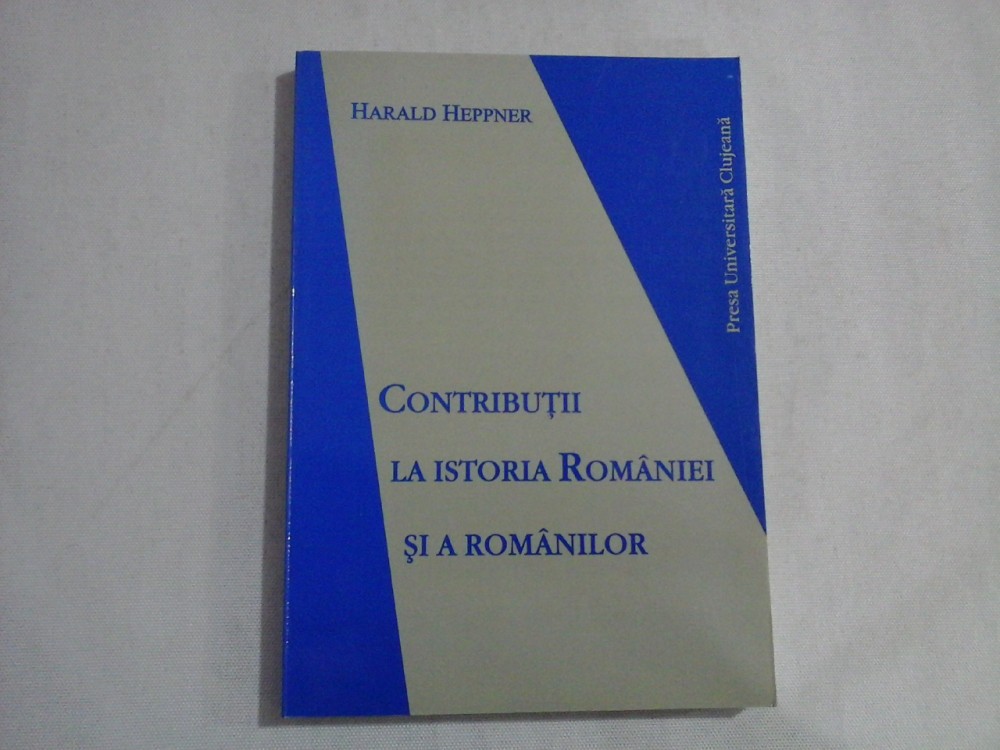 HARALD HEPPNER
Presa Universitară Clujeană
CONTRIBUŢII
LA ISTORIA ROMÂNIEI
ŞI A ROMÂNILOR